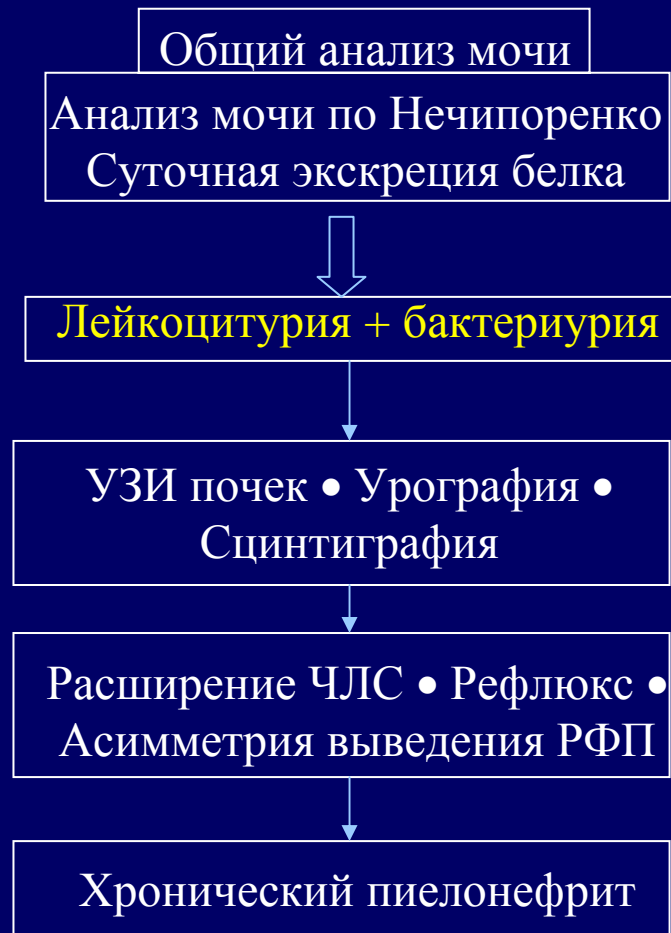 Общий анализ мочи
Анализ мочи по Нечипоренко
Суточная экскреция белка
Лейкоцитурия + бактериурия
УЗИ почек • Урография •
Сцинтиграфия
Расширение ЧЛС • Рефлюкс •
Асимметрия выведения РФП
Хронический пиелонефрит